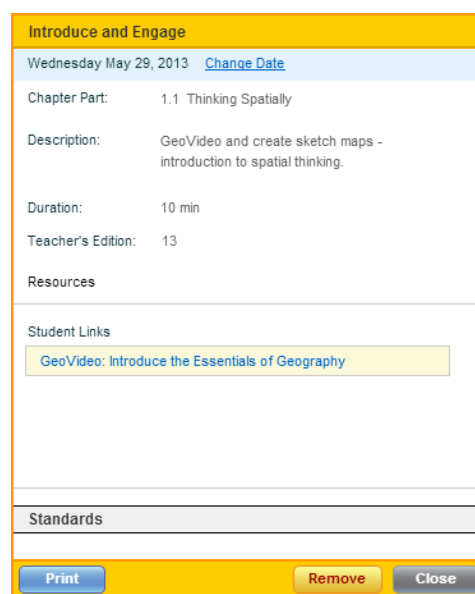 Introduce and Engage
Wednesday May 29, 2013 Change Date
Chapter Part: 1.1 Thinking Spatially
Description: GeoVideo and create sketch maps -
introduction to spatial thinking.
Duration: 10 min
Teacher's Edition: 13
Resources
Student Links
GeoVideo: Introduce the Essentials of Geography
Standards
Print Remove Close